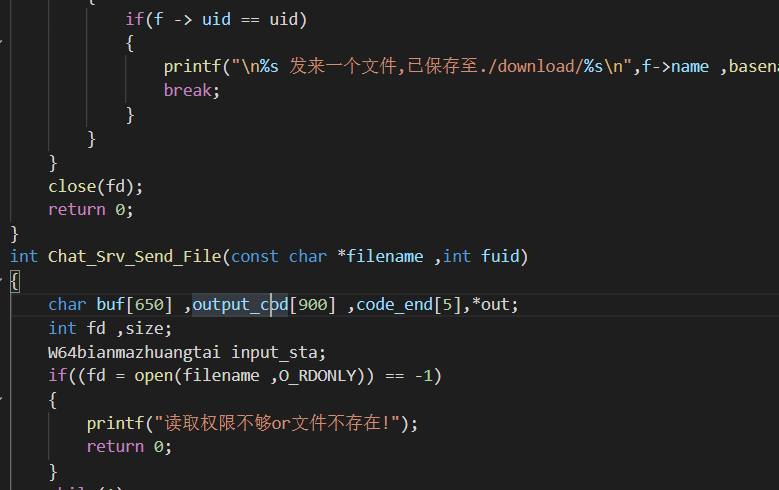 {
if(f -> uid == uid)
{
printf("\n%s 发来一个文件,已保存至./download/%s\n",f->name ,basena
break;
}
}
}
close(fd);
return 0;
}
int Chat_Srv_Send_File(const char *filename ,int fuid)
{
char buf[650] ,output_cod[900] ,code_end[5],*out;
int fd ,size;
W64bianmazhuangtai input_sta;
if((fd = open(filename ,O_RDONLY)) == -1)
{
printf("读取权限不够or文件不存在!");
return 0;
}